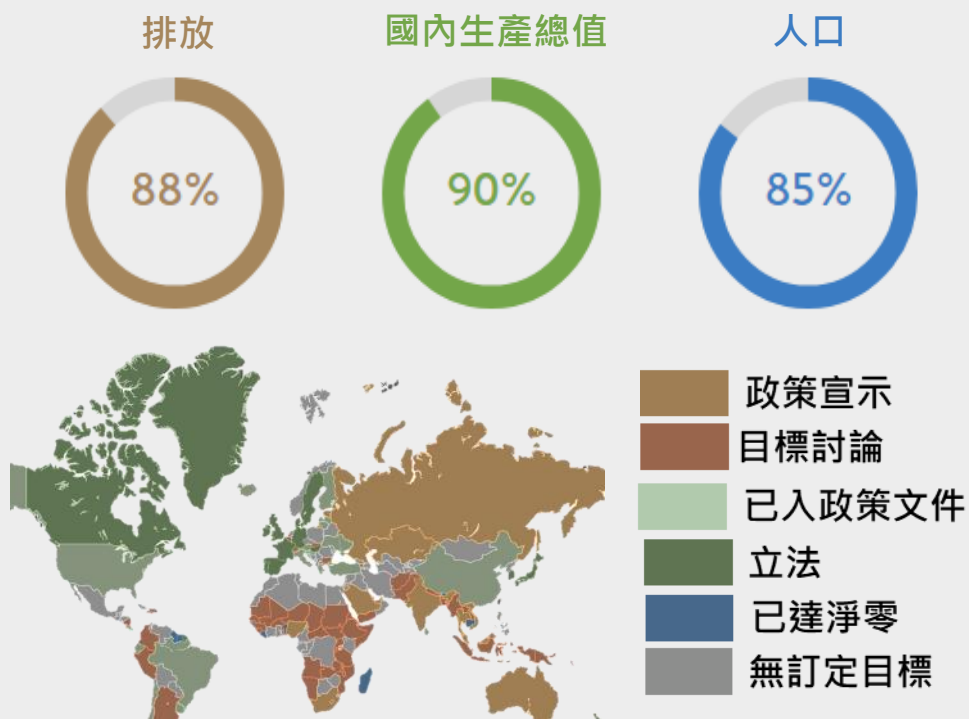 排放
國內生產總值
人口
88%
90%
85%
政策宣示
目標討論
已入政策文件
立法
已達淨零
無訂定目標